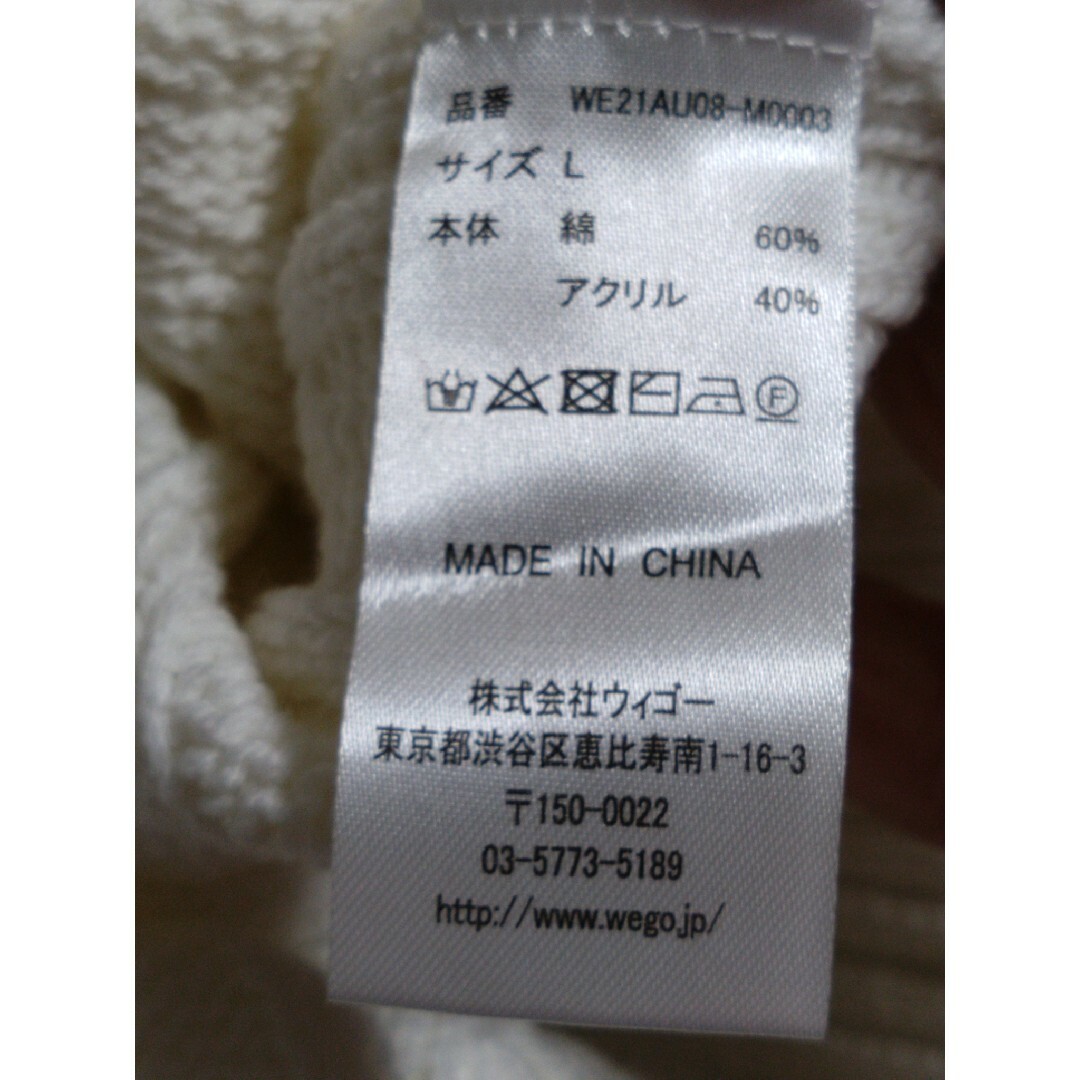 品番 WE21AU08-M0003
サイズ L
本体 綿 60%
アクリル 40%
F
MADE IN CHINA
株式会社ウィゴー
東京都渋谷区恵比寿南1-16-3
〒150-0022
03-5773-5189
http://www.wego.jp/